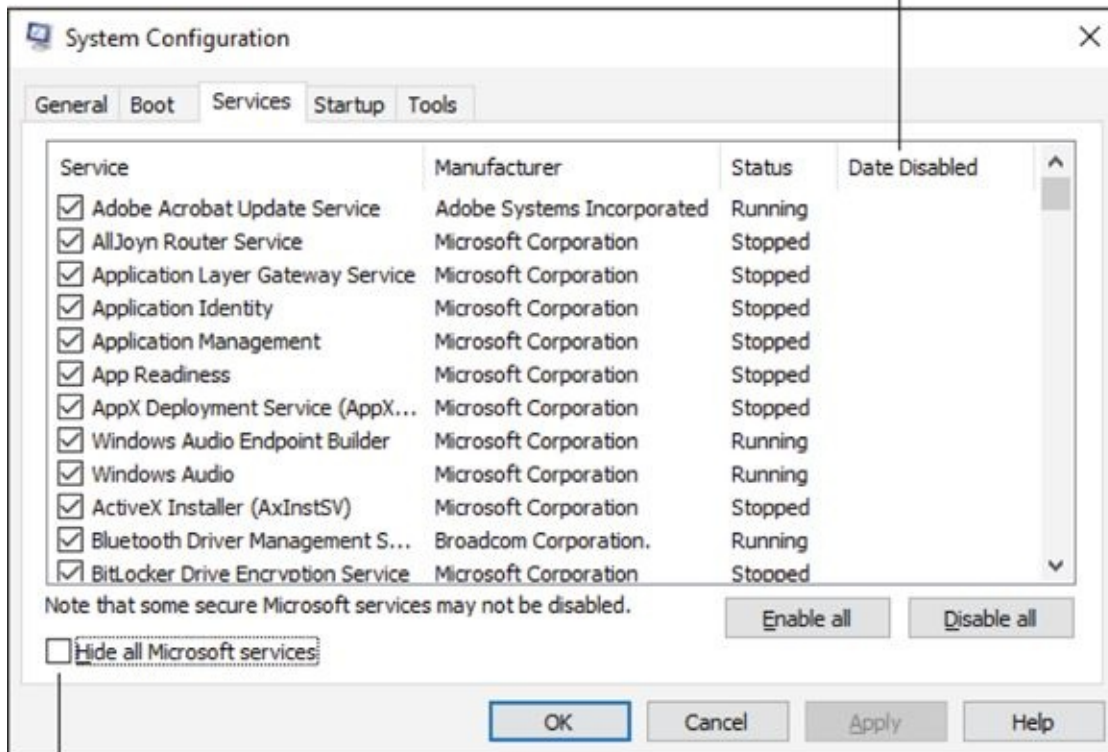 System Configuration
General Boot Services Startup Tools
Service Manufacturer Status Date Disabled
Adobe Acrobat Update Service Adobe Systems Incorporated Running
AllJoyn Router Service Microsoft Corporation Stopped
Application Layer Gateway Service Microsoft Corporation Stopped
Application Identity Microsoft Corporation Stopped
Application Management Microsoft Corporation Stopped
App Readiness Microsoft Corporation Stopped
AppX Deployment Service (AppX... Microsoft Corporation Stopped
Windows Audio Endpoint Builder Microsoft Corporation Running
Windows Audio Microsoft Corporation Running
ActiveX Installer (AxInstSV) Microsoft Corporation Stopped
Bluetooth Driver Management S... Broadcom Corporation. Running
BitLocker Drive Encryption Service Microsoft Corporation Stopped
Note that some secure Microsoft services may not be disabled.
Enable all Disable all
Hide all Microsoft services
OK Cancel Apply Help